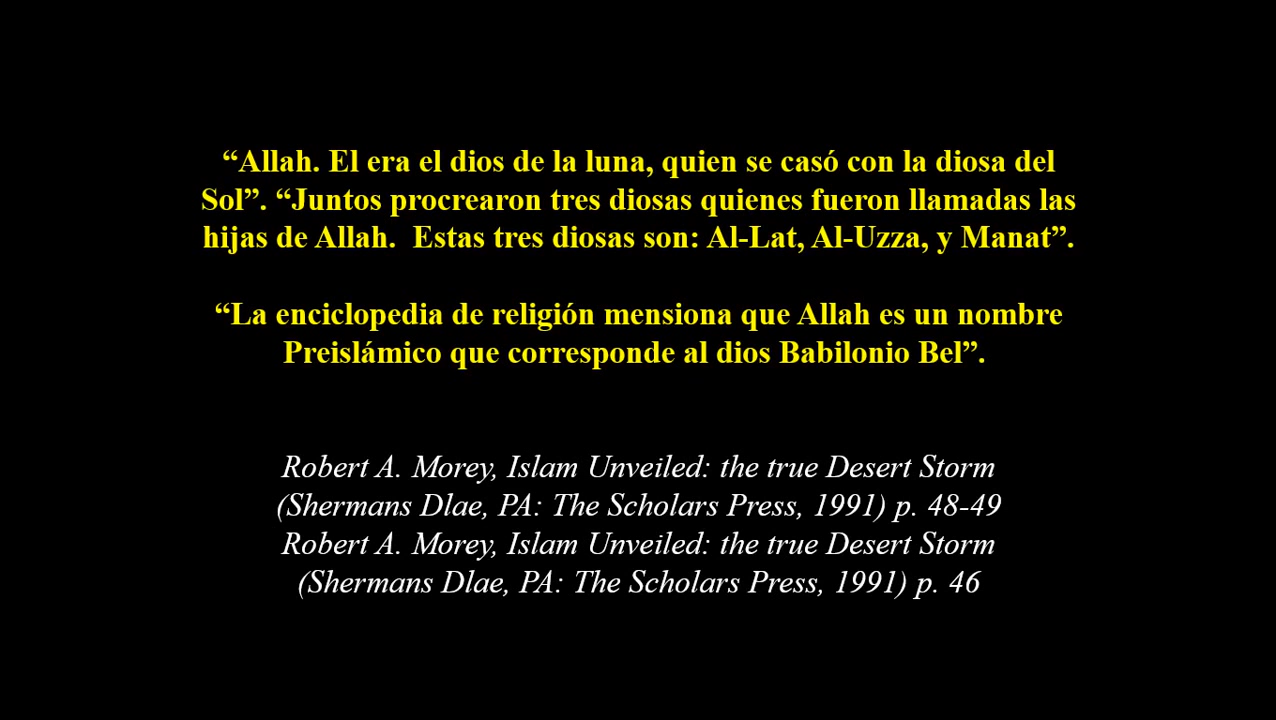 “Allah. El era el dios de la luna, quien se casó con la diosa del
Sol”. “Juntos procrearon tres diosas quienes fueron llamadas las
hijas de Allah.  Estas tres diosas son: Al-Lat, Al-Uzza, y Manat”.
“La enciclopedia de religión mensiona que Allah es un nombre
Preislámico que corresponde al dios Babilonio Bel”.
Robert A. Morey, Islam Unveiled: the true Desert Storm
(Shermans Dlae, PA: The Scholars Press, 1991) p. 48-49
Robert A. Morey, Islam Unveiled: the true Desert Storm
(Shermans Dlae, PA: The Scholars Press, 1991) p. 46